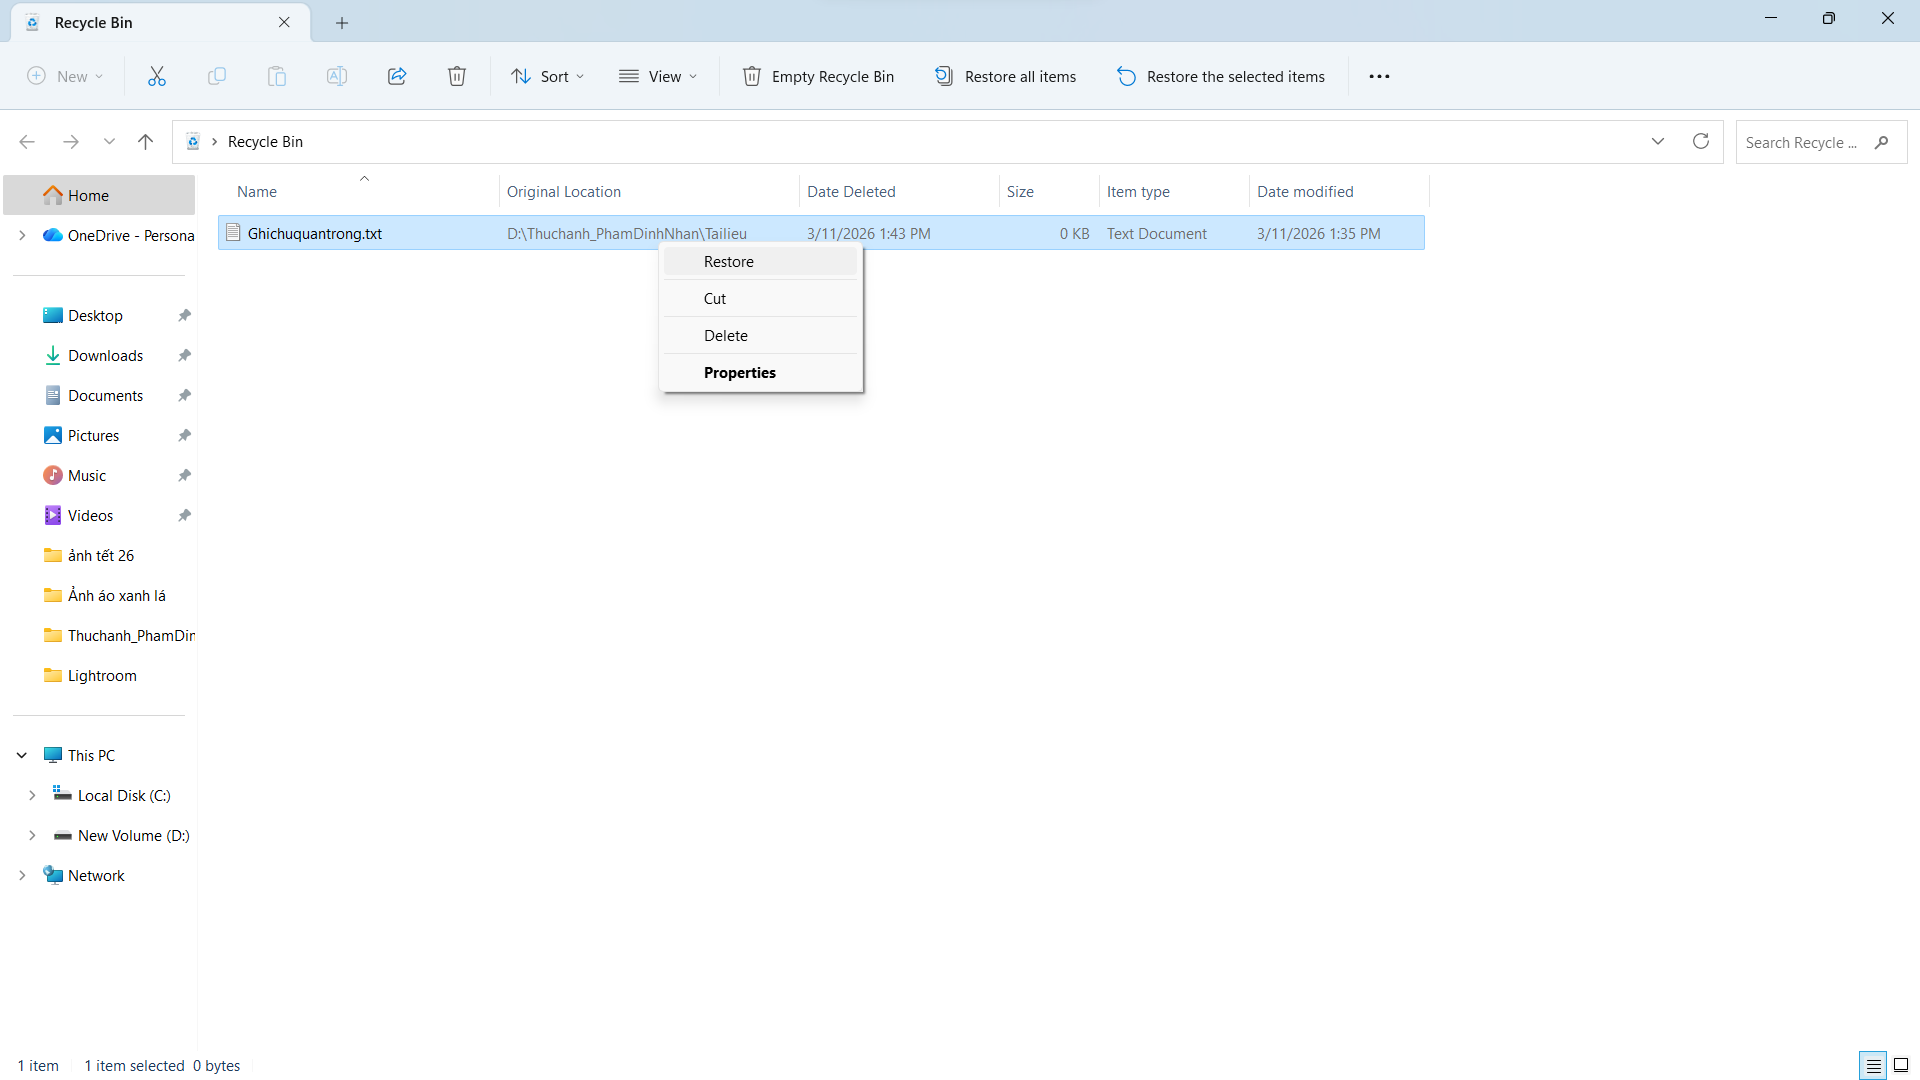 Recycle Bin
New
Sort
View
Empty Recycle Bin
Restore all items
Restore the selected items
Recycle Bin
Search Recycle ...
Home
OneDrive - Persona
Desktop
Downloads
Documents
Pictures
Music
Videos
ảnh tết 26
Ảnh áo xanh lá
Thuchanh_PhamDin
Lightroom
This PC
Local Disk (C:)
New Volume (D:)
Network
Name Original Location Date Deleted Size Item type Date modified
Ghichuquantrong.txt D:\Thuchanh_PhamDinhNhan\Tailieu 3/11/2026 1:43 PM 0 KB Text Document 3/11/2026 1:35 PM
Restore
Cut
Delete
Properties
1 item 1 item selected 0 bytes